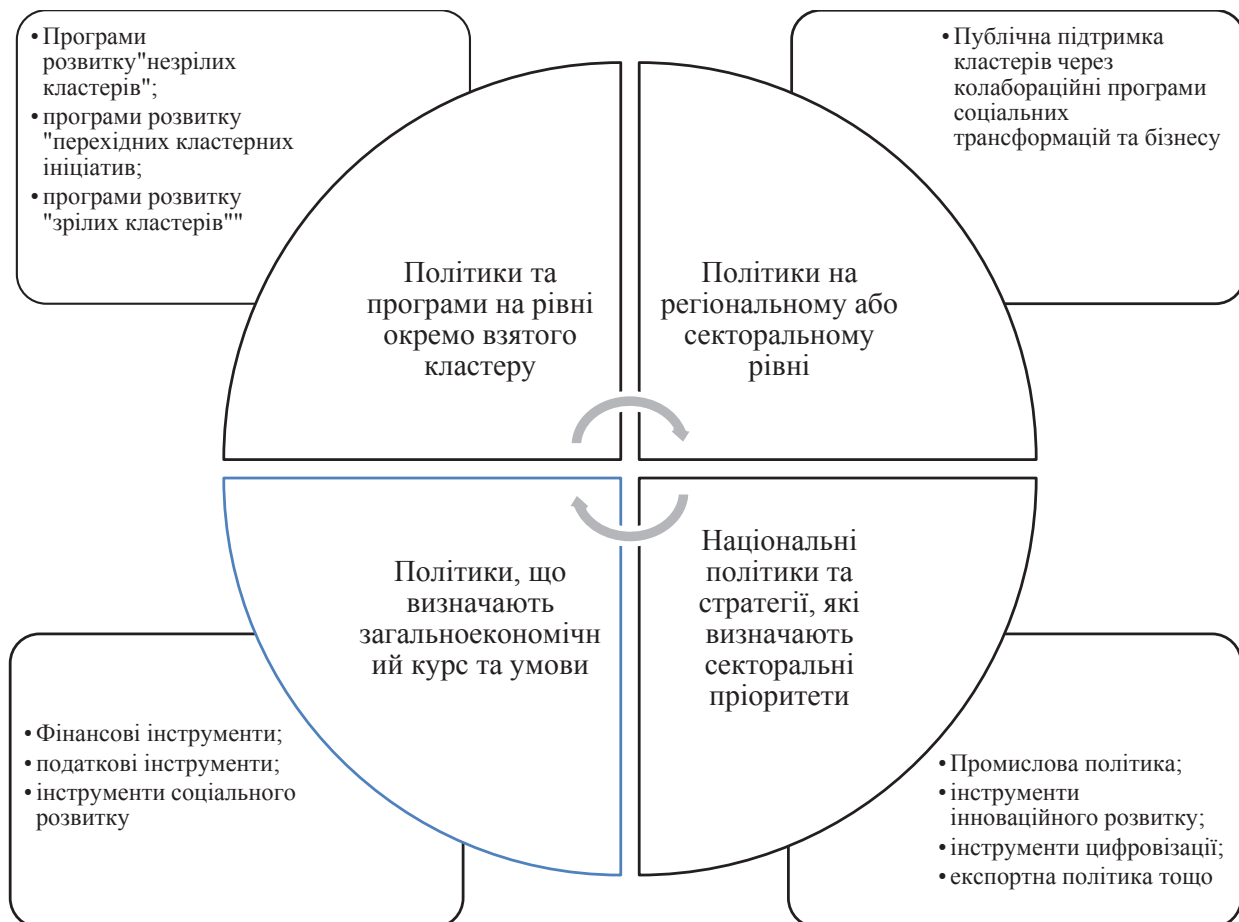 • Програми
розвитку"незрілих
кластерів";
• програми розвитку
"перехідних кластерних
ініціатив;
• програми розвитку
"зрілих кластерів""
• Публічна підтримка
кластерів через
колабораційні програми
соціальних
трансформацій та бізнесу
Політики та
програми на рівні
окремо взятого
кластеру
Політики на
регіональному або
секторальному
рівні
Політики, що
визначають
загальноекономічн
ий курс та умови
Національні
політики та
стратегії, які
визначають
секторальні
пріоритети
• Фінансові інструменти;
• податкові інструменти;
• інструменти соціального
розвитку
• Промислова політика;
• інструменти
інноваційного розвитку;
• інструменти цифровізації;
• експортна політика тощо